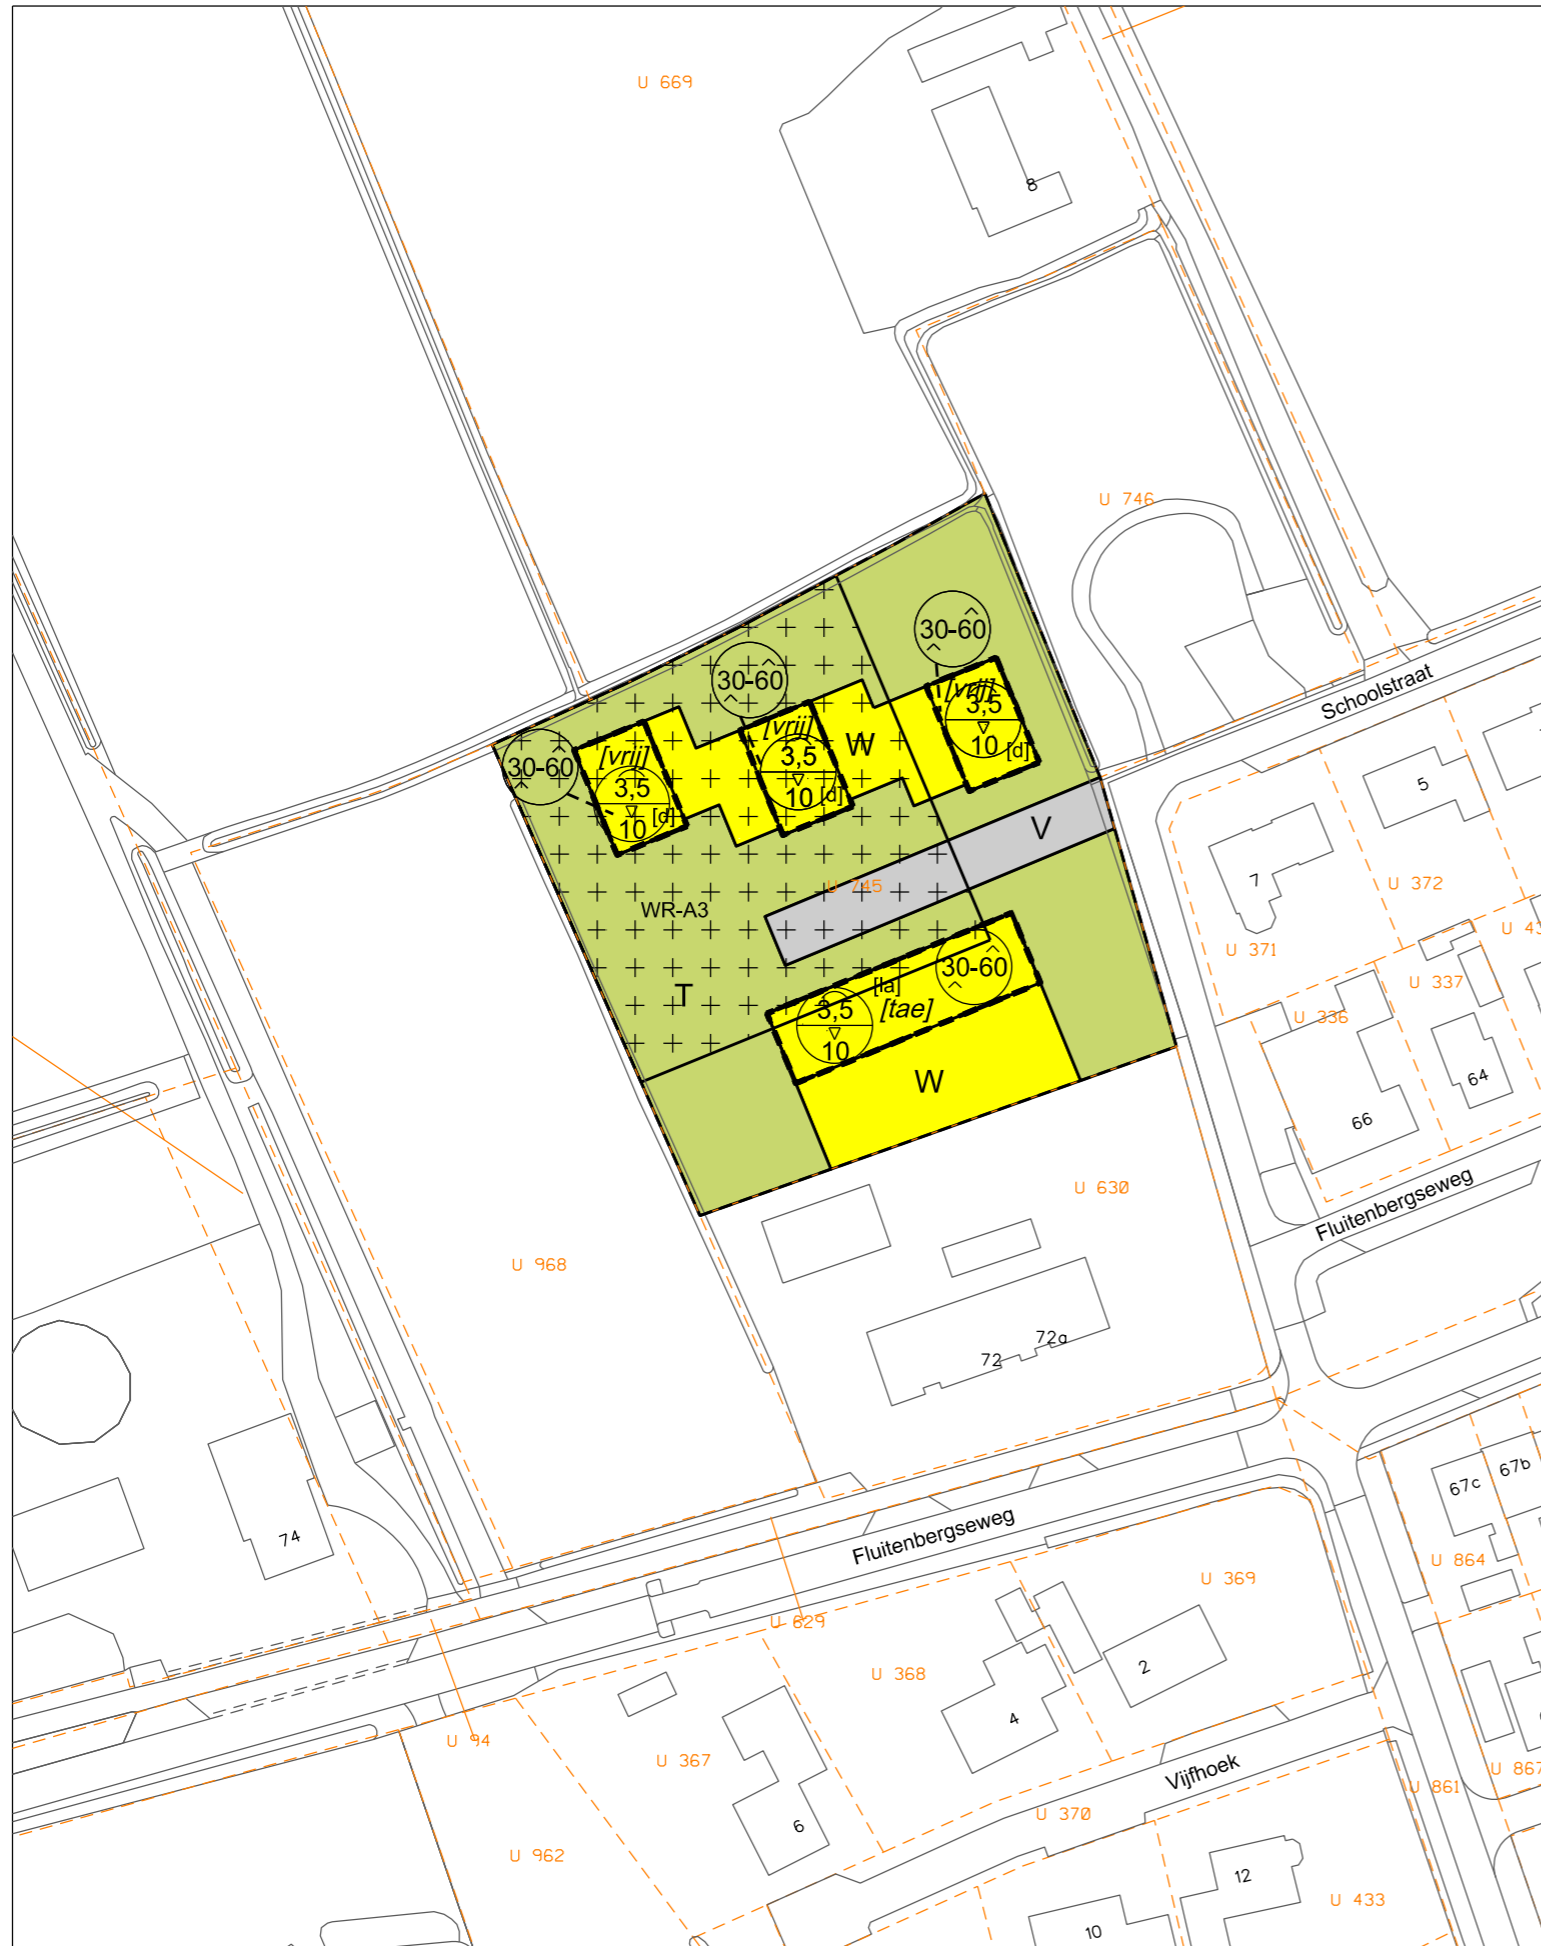 U 669
8
U 746
Schoolstraat
30-60
30-60
30-60
[vrij]
3,5
10
[d]
[vrij]
3,5
10
[d]
[vrij]
3,5
10
[d]
W
V
5
7
U 372
U 371
U 337
U 336
64
66
U 745
WR-A3
T
30-60
3,5
10
[la]
[tae]
W
U 630
Fluitenbergseweg
U 968
72a
72
74
67c
67b
Fluitenbergseweg
U 864
U 369
U 629
U 368
2
4
U 94
U 367
Vijfhoek
U 861
U 867
U 370
6
U 962
12
U 433
10